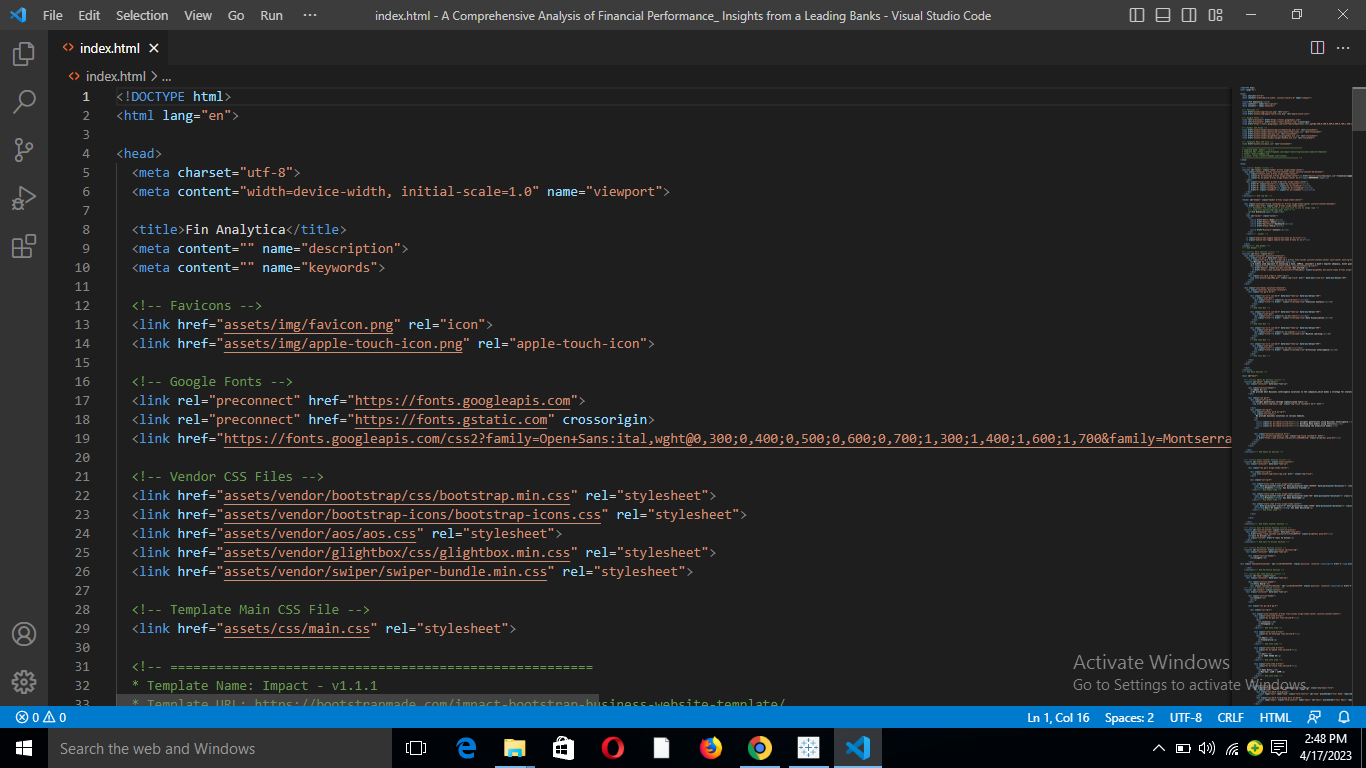 File Edit Selection View Go Run ··· index.html - A Comprehensive Analysis of Financial Performance_ Insights from a Leading Banks - Visual Studio Code
index.html
index.html > ...
1 <!DOCTYPE html>
2 <html lang="en">
3
4 <head>
5 <meta charset="utf-8">
6 <meta content="width=device-width, initial-scale=1.0" name="viewport">
7
8 <title>Fin Analytica</title>
9 <meta content="" name="description">
10 <meta content="" name="keywords">
11
12 <!-- Favicons -->
13 <link href="assets/img/favicon.png" rel="icon">
14 <link href="assets/img/apple-touch-icon.png" rel="apple-touch-icon">
15
16 <!-- Google Fonts -->
17 <link rel="preconnect" href="https://fonts.googleapis.com">
18 <link rel="preconnect" href="https://fonts.gstatic.com" crossorigin>
19 <link href="https://fonts.googleapis.com/css2?family=Open+Sans:ital,wght@0,300;0,400;0,500;0,600;0,700;1,300;1,400;1,600;1,700&family=Montserra
20
21 <!-- Vendor CSS Files -->
22 <link href="assets/vendor/bootstrap/css/bootstrap.min.css" rel="stylesheet">
23 <link href="assets/vendor/bootstrap-icons/bootstrap-icons.css" rel="stylesheet">
24 <link href="assets/vendor/aos/aos.css" rel="stylesheet">
25 <link href="assets/vendor/glightbox/css/glightbox.min.css" rel="stylesheet">
26 <link href="assets/vendor/swiper/swiper-bundle.min.css" rel="stylesheet">
27
28 <!-- Template Main CSS File -->
29 <link href="assets/css/main.css" rel="stylesheet">
30
31 <!-- =======================================================
32 * Template Name: Impact - v1.1.1
33 * Template URL: https://bootstrapmade.com/impact-bootstrap-business-website-template/
Activate Windows
Go to Settings to activate Windows.
0 0 Ln 1, Col 16 Spaces: 2 UTF-8 CRLF HTML
Search the web and Windows
2:48 PM
4/17/2023